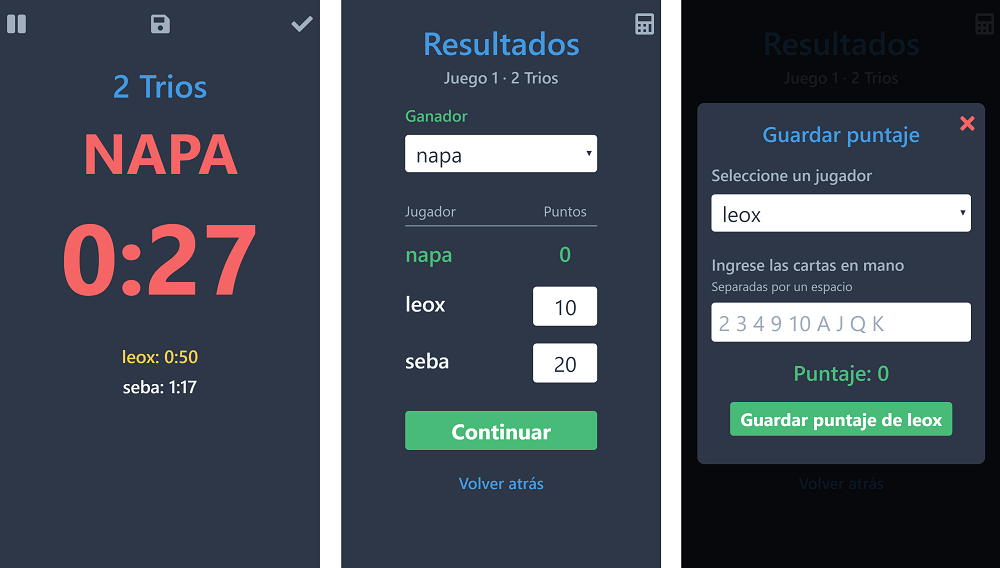 2 Trios
NAPA
0:27
leox: 0:50
seba: 1:17
Resultados
Juego 1 · 2 Trios
Ganador
napa
Jugador Puntos
napa 0
leox 10
seba 20
Continuar
Volver atrás
Resultados
Juego 1 · 2 Trios
Guardar puntaje
Seleccione un jugador
leox
Ingrese las cartas en mano
Separadas por un espacio
2 3 4 9 10 A J Q K
Puntaje: 0
Guardar puntaje de leox
Volver atrás